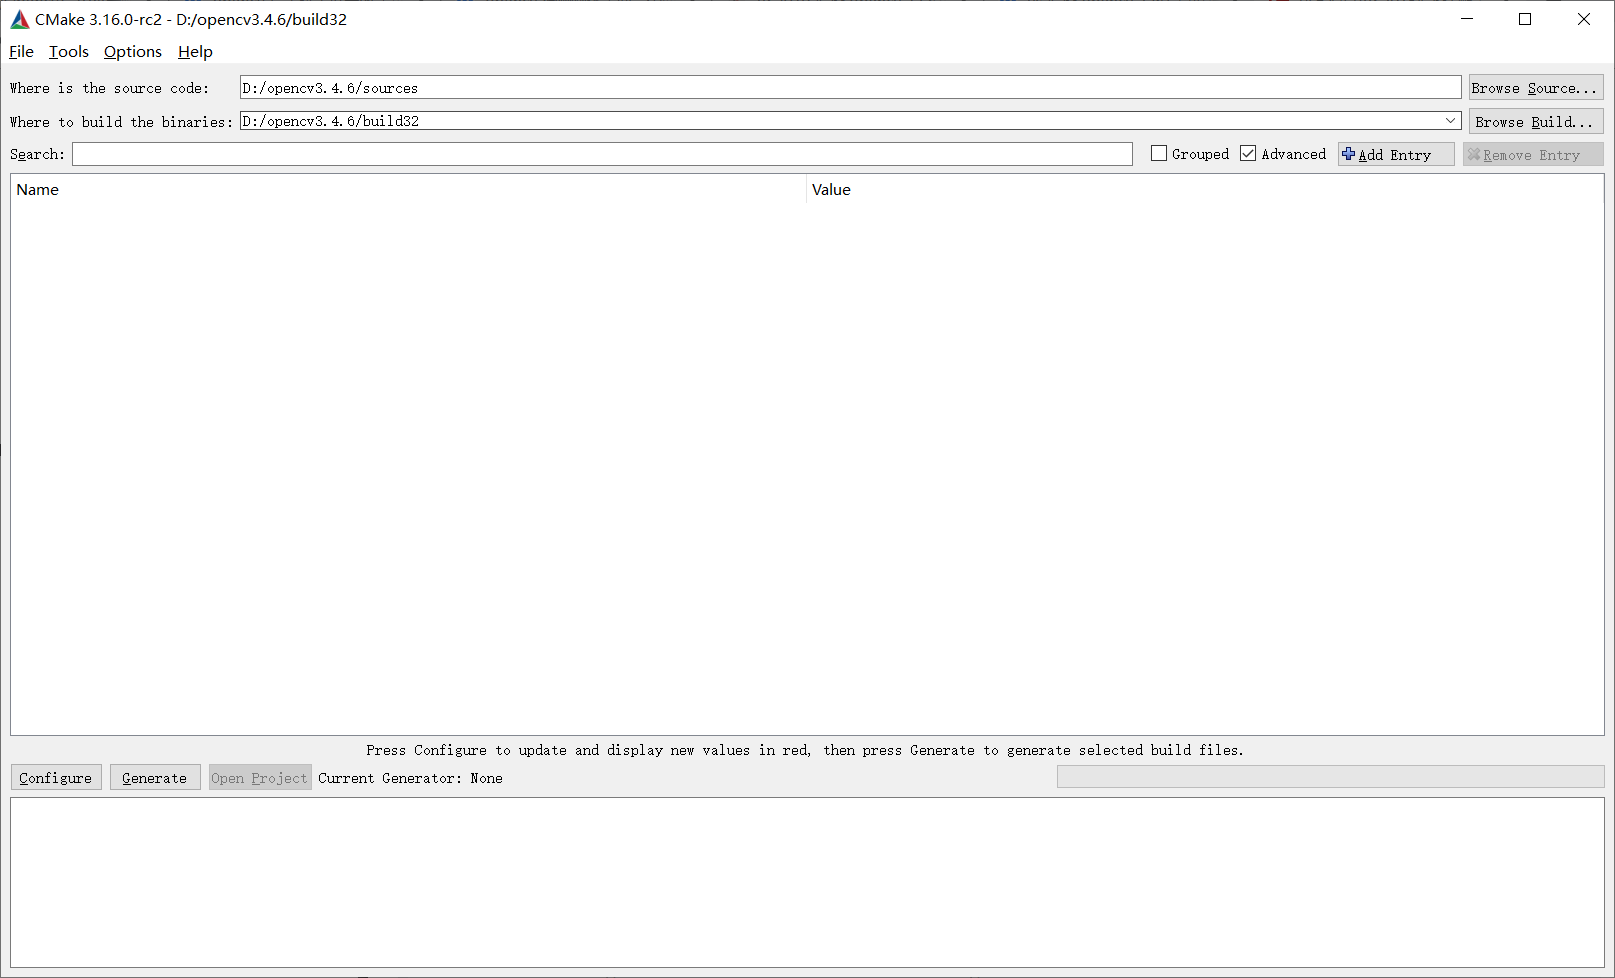 CMake 3.16.0-rc2 - D:/opencv3.4.6/build32
File Tools Options Help
Where is the source code: D:/opencv3.4.6/sources Browse Source...
Where to build the binaries: D:/opencv3.4.6/build32 Browse Build...
Search: Grouped Advanced Add Entry Remove Entry
Name Value
Press Configure to update and display new values in red, then press Generate to generate selected build files.
Configure Generate Open Project Current Generator: None